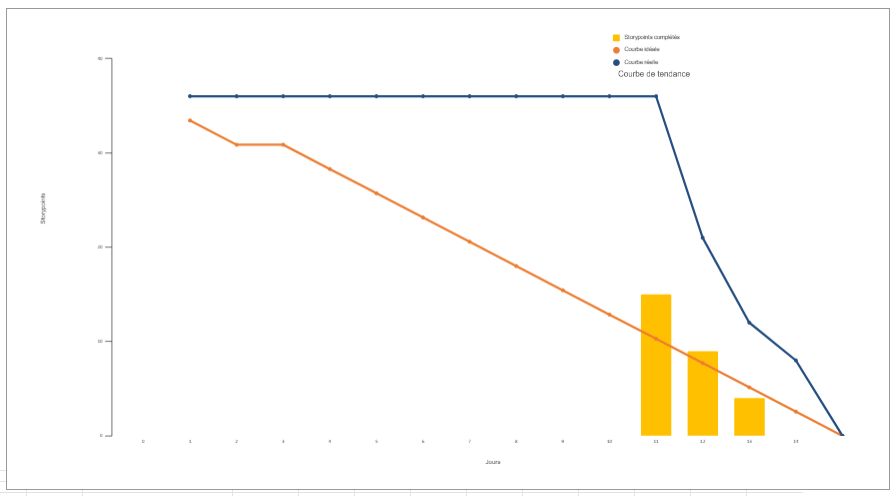 Storypoints complétés
Courbe idéale
Courbe réelle
Courbe de tendance
40
30
20
10
0
Storypoints
0 1 2 3 4 5 6 7 8 9 10 11 12 13 14
Jours